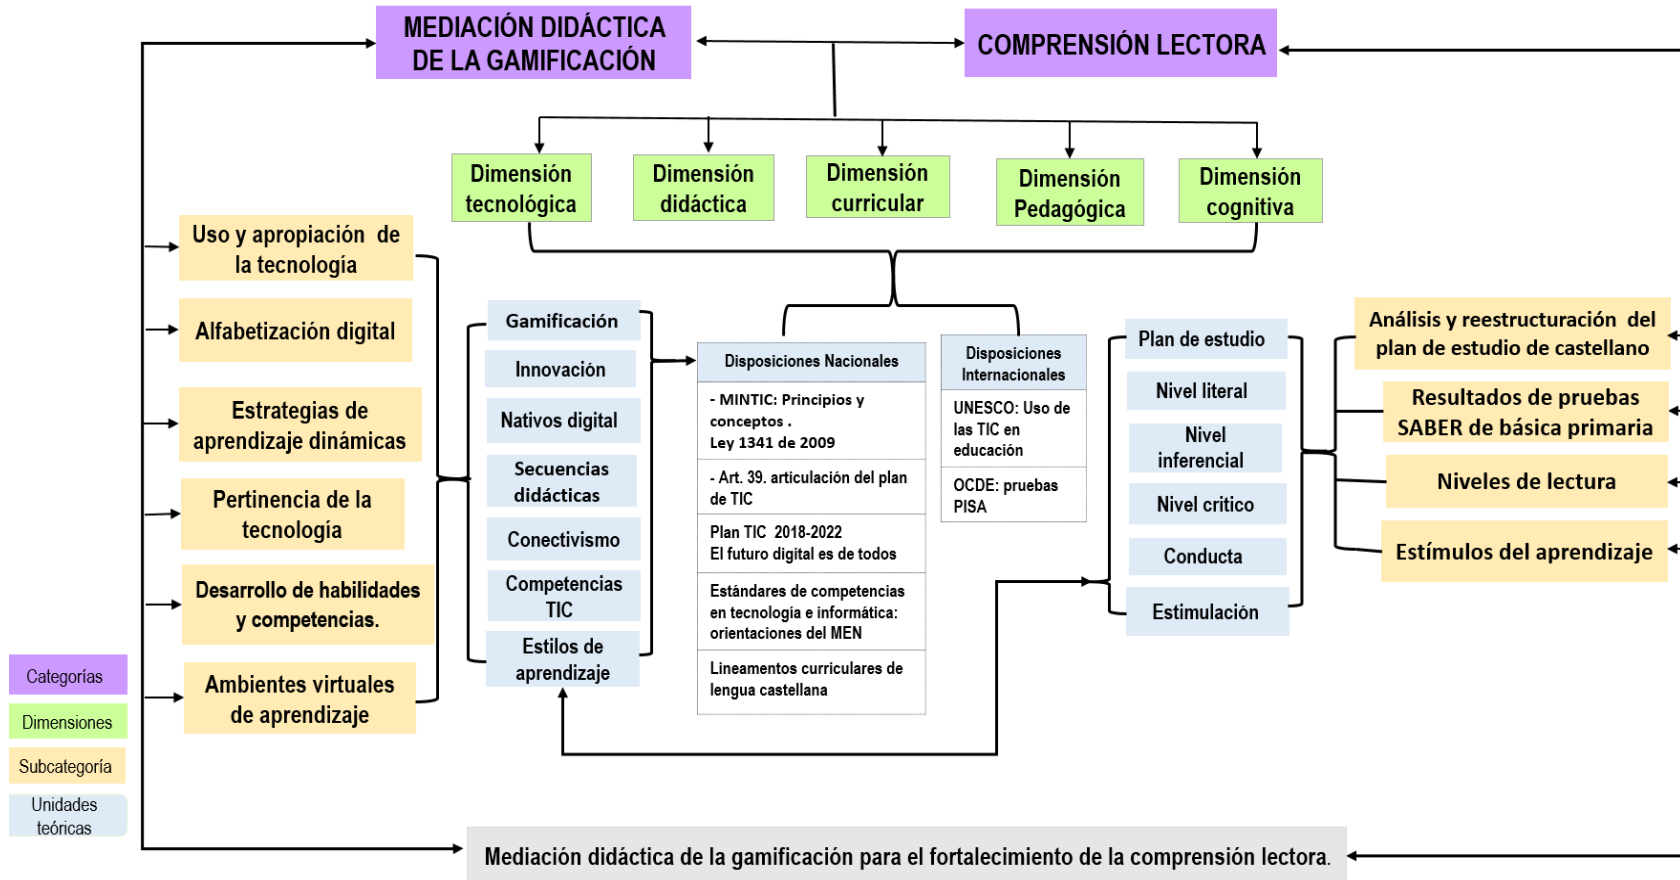 MEDIACIÓN DIDÁCTICA
DE LA GAMIFICACIÓN
COMPRENSIÓN LECTORA
Dimensión
tecnológica
Dimensión
didáctica
Dimensión
curricular
Dimensión
Pedagógica
Dimensión
cognitiva
Uso y apropiación de
la tecnología
Alfabetización digital
Estrategias de
aprendizaje dinámicas
Pertinencia de la
tecnología
Desarrollo de habilidades
y competencias.
Ambientes virtuales
de aprendizaje
Gamificación
Innovación
Nativos digital
Secuencias
didácticas
Conectivismo
Competencias
TIC
Estilos de
aprendizaje
Disposiciones Nacionales
- MINTIC: Principios y
conceptos .
Ley 1341 de 2009
- Art. 39. articulación del plan
de TIC
Plan TIC 2018-2022
El futuro digital es de todos
Estándares de competencias
en tecnología e informática:
orientaciones del MEN
Lineamentos curriculares de
lengua castellana
Disposiciones
Internacionales
UNESCO: Uso de
las TIC en
educación
OCDE: pruebas
PISA
Plan de estudio
Nivel literal
Nivel
inferencial
Nivel critico
Conducta
Estimulación
Análisis y reestructuración del
plan de estudio de castellano
Resultados de pruebas
SABER de básica primaria
Niveles de lectura
Estímulos del aprendizaje
Categorías
Dimensiones
Subcategoría
Unidades
teóricas
Mediación didáctica de la gamificación para el fortalecimiento de la comprensión lectora.